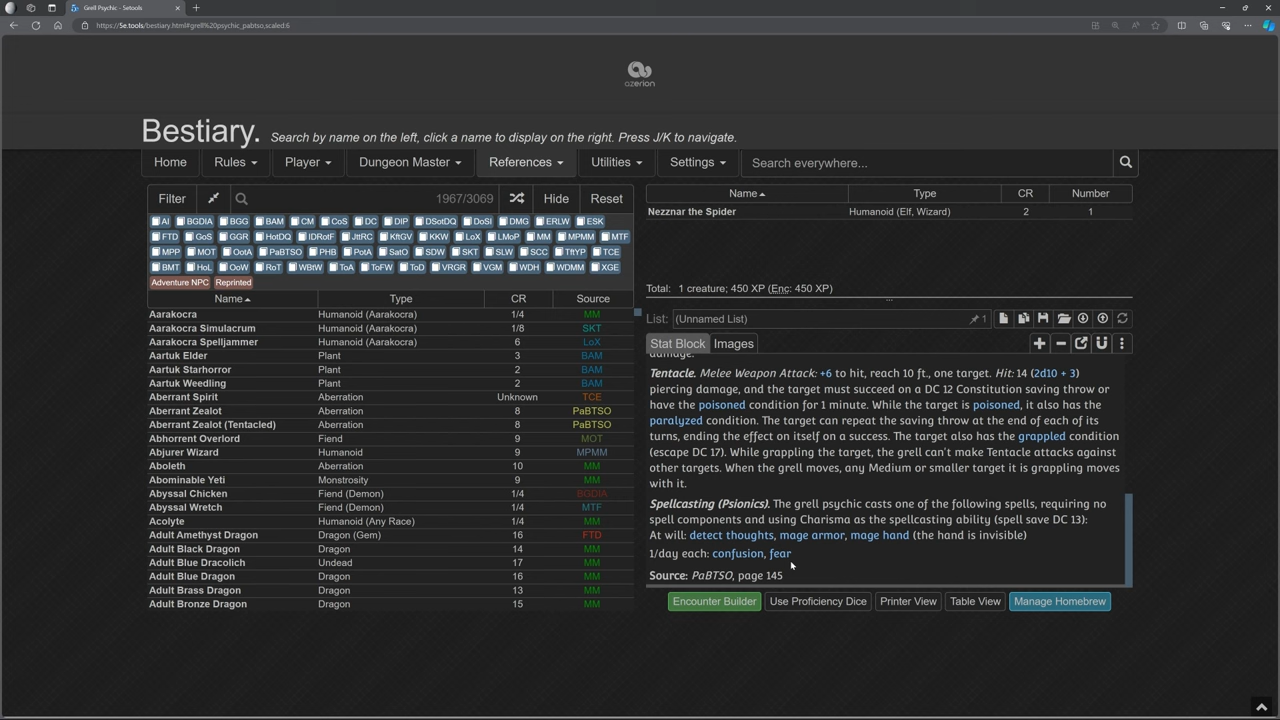 Grell Psychic - 5etools
https://5e.tools/bestiary.html#grell%20psychic_pabtso,scaled:6
azerion
Bestiary. Search by name on the left, click a name to display on the right. Press J/K to navigate.
Home Rules Player Dungeon Master References Utilities Settings Search everywhere...
Filter 1967/3069 Hide Reset
AI BGDIA BGG BAM CM CoS DC DIP DSotDQ DoSI DMG ERLW ESK
FTD GoS GGR HotDQ IDRotF JttRC KftGV KKW LoX LMoP MM MPMM MTF
MPP MOT OotA PaBTSO PHB PotA SatO SDW SKT SLW SCC TftYP TCE
BMT HoL OoW RoT WBtW ToA ToFW ToD VRGR VGM WDH WDMM XGE
Adventure NPC Reprinted
Name Type CR Source
Aarakocra Humanoid (Aarakocra) 1/4 MM
Aarakocra Simulacrum Humanoid (Aarakocra) 1/8 SKT
Aarakocra Spelljammer Humanoid (Aarakocra) 6 LoX
Aartuk Elder Plant 3 BAM
Aartuk Starhorror Plant 2 BAM
Aartuk Weedling Plant 2 BAM
Aberrant Spirit Aberration Unknown TCE
Aberrant Zealot Aberration 8 PaBTSO
Aberrant Zealot (Tentacled) Aberration 8 PaBTSO
Abhorrent Overlord Fiend 9 MOT
Abjurer Wizard Humanoid 9 MPMM
Aboleth Aberration 10 MM
Abominable Yeti Monstrosity 9 MM
Abyssal Chicken Fiend (Demon) 1/4 BGDIA
Abyssal Wretch Fiend (Demon) 1/4 MTF
Acolyte Humanoid (Any Race) 1/4 MM
Adult Amethyst Dragon Dragon (Gem) 16 FTD
Adult Black Dragon Dragon 14 MM
Adult Blue Dracolich Undead 17 MM
Adult Blue Dragon Dragon 16 MM
Adult Brass Dragon Dragon 13 MM
Adult Bronze Dragon Dragon 15 MM
Name Type CR Number
Nezznar the Spider Humanoid (Elf, Wizard) 2 1
Total: 1 creature; 450 XP (Enc: 450 XP)
List: (Unnamed List) 1
Stat Block Images
damage.
Tentacle. Melee Weapon Attack: +6 to hit, reach 10 ft., one target. Hit: 14 (2d10 + 3)
piercing damage, and the target must succeed on a DC 12 Constitution saving throw or
have the poisoned condition for 1 minute. While the target is poisoned, it also has the
paralyzed condition. The target can repeat the saving throw at the end of each of its
turns, ending the effect on itself on a success. The target also has the grappled condition
(escape DC 17). While grappling the target, the grell can't make Tentacle attacks against
other targets. When the grell moves, any Medium or smaller target it is grappling moves
with it.
Spellcasting (Psionics). The grell psychic casts one of the following spells, requiring no
spell components and using Charisma as the spellcasting ability (spell save DC 13):
At will: detect thoughts, mage armor, mage hand (the hand is invisible)
1/day each: confusion, fear
Source: PaBTSO, page 145
Encounter Builder Use Proficiency Dice Printer View Table View Manage Homebrew